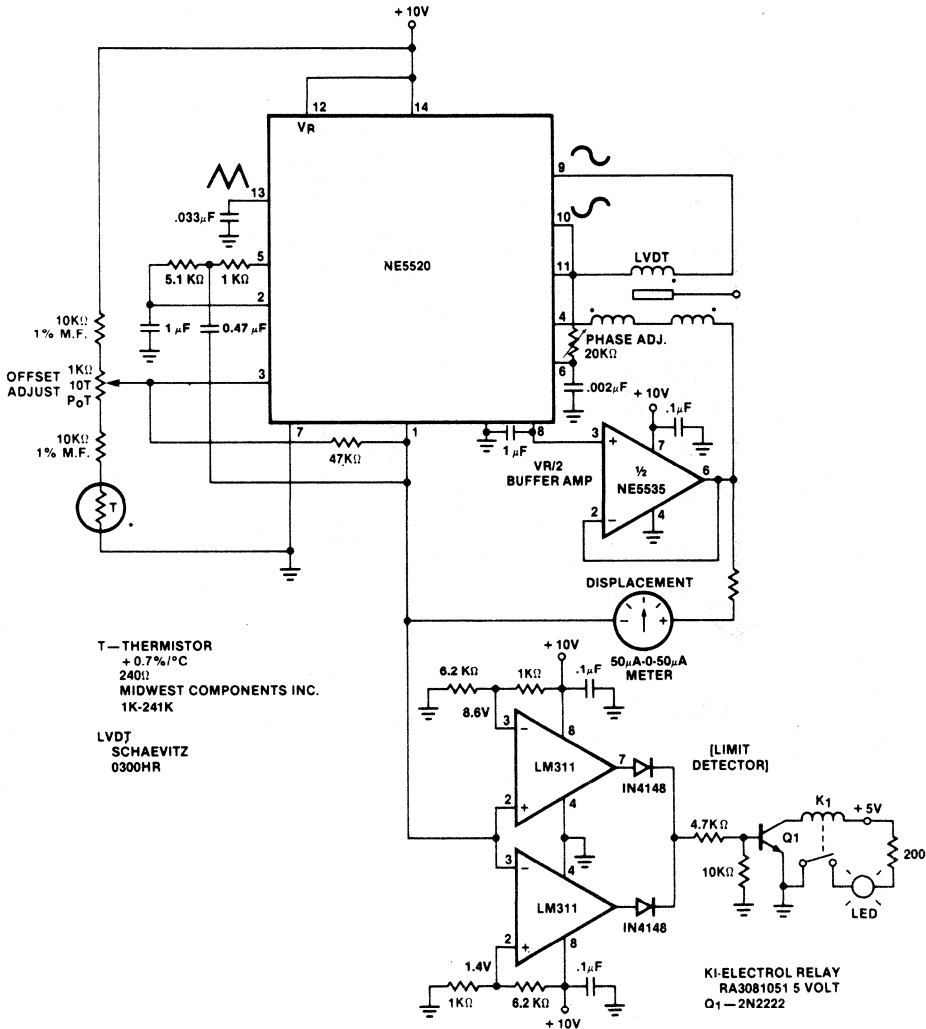 + 10V
12
14
VR
9
13
.033µF
10
NE5520
5
11
LVDT
5.1 KΩ
1 KΩ
2
4
10KΩ
1% M.F.
1 µF
0.47 µF
PHASE ADJ.
20KΩ
1KΩ
10T
PoT
OFFSET
ADJUST
3
6
.002µF
+ 10V
.1µF
10KΩ
1% M.F.
7
1
47KΩ
1 µF
8
3
+
7
VR/2
BUFFER AMP
½
NE5535
6
T
2
−
4
DISPLACEMENT
− +
50µA-0-50µA
METER
T—THERMISTOR
+ 0.7%/°C
240Ω
MIDWEST COMPONENTS INC.
1K-241K
LVDT
SCHAEVITZ
0300HR
+ 10V
6.2 KΩ
1KΩ
.1µF
8.6V
3
−
8
LM311
7
IN4148
[LIMIT
DETECTOR]
2
+
4
K1
+ 5V
4.7KΩ
Q1
200
3
−
4
10KΩ
LM311
IN4148
LED
2
+
8
1.4V
.1µF
1KΩ
6.2 KΩ
+ 10V
KI-ELECTROL RELAY
RA3081051 5 VOLT
Q1—2N2222